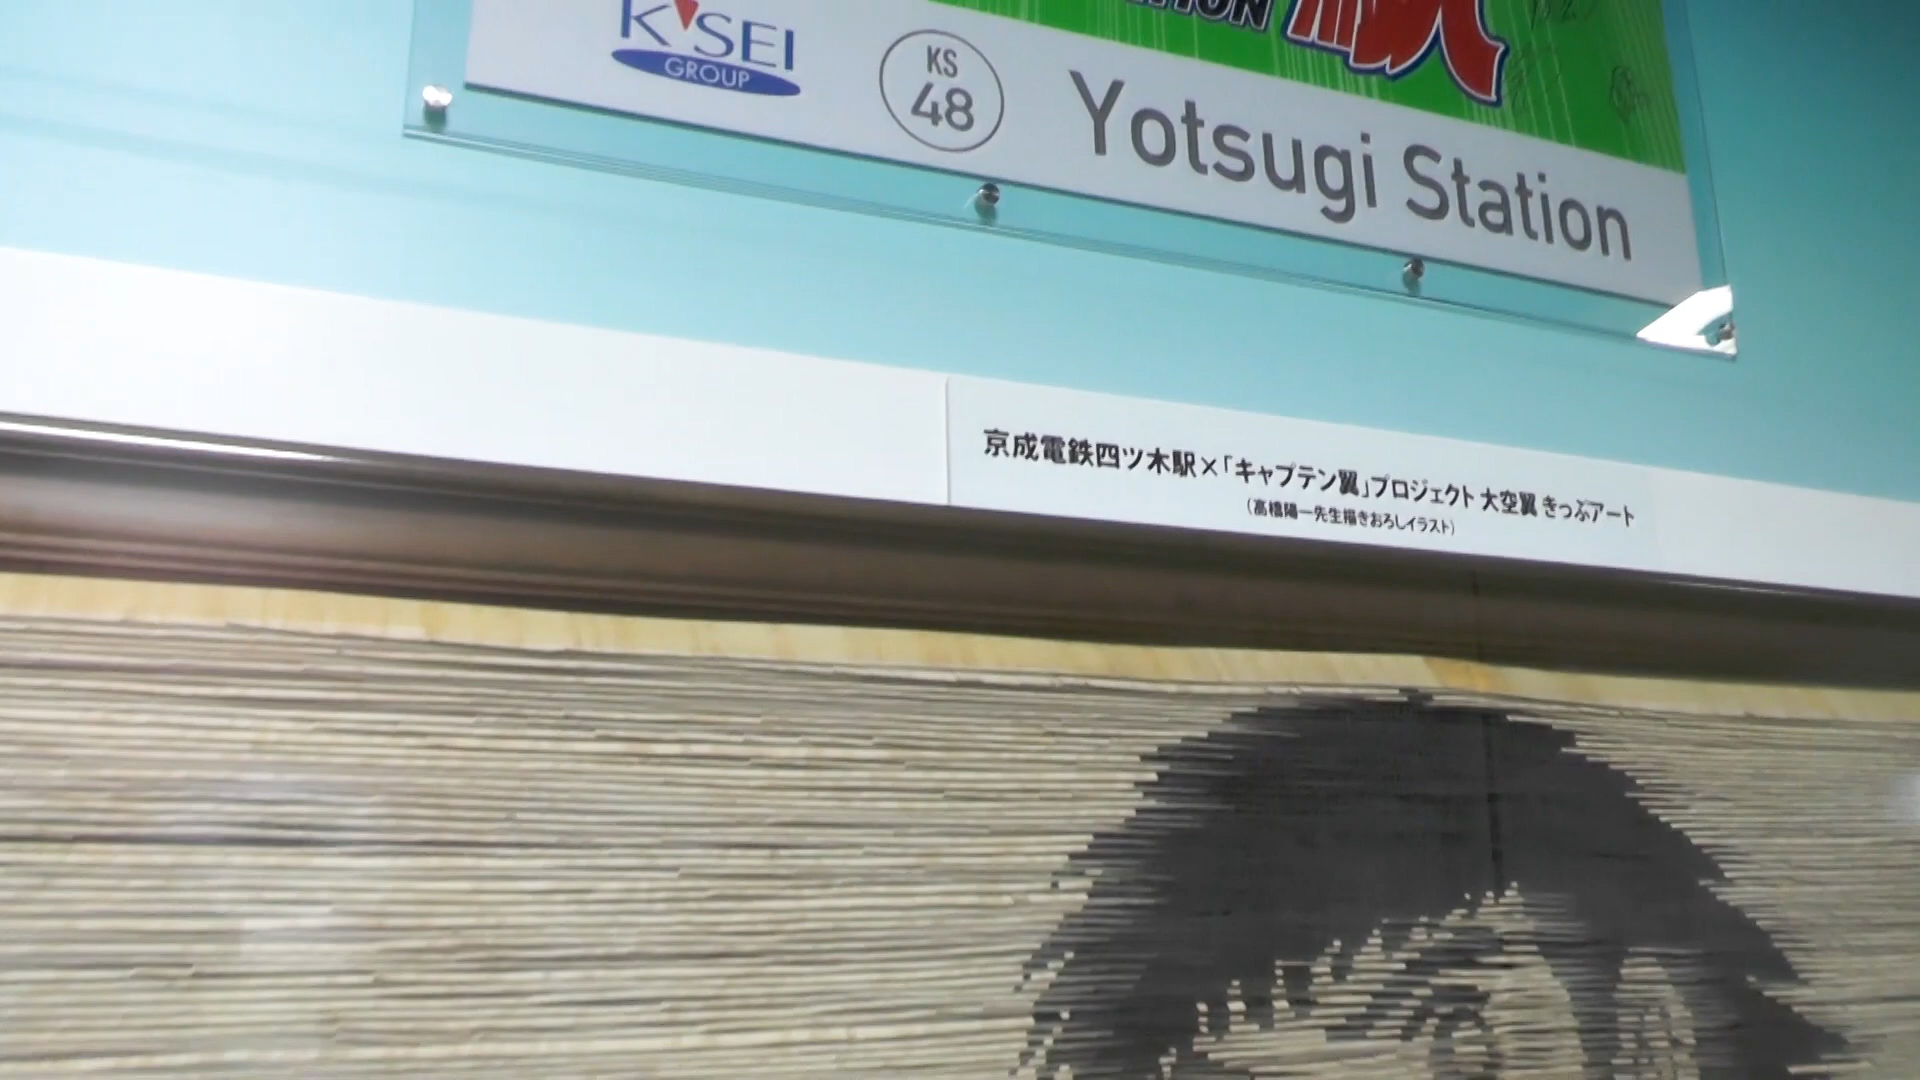 K'SEI
GROUP
KS
48
Yotsugi Station
京成電鉄四ツ木駅×「キャプテン翼」プロジェクト 大空翼 きっぷアート
(高橋陽一先生描きおろしイラスト)